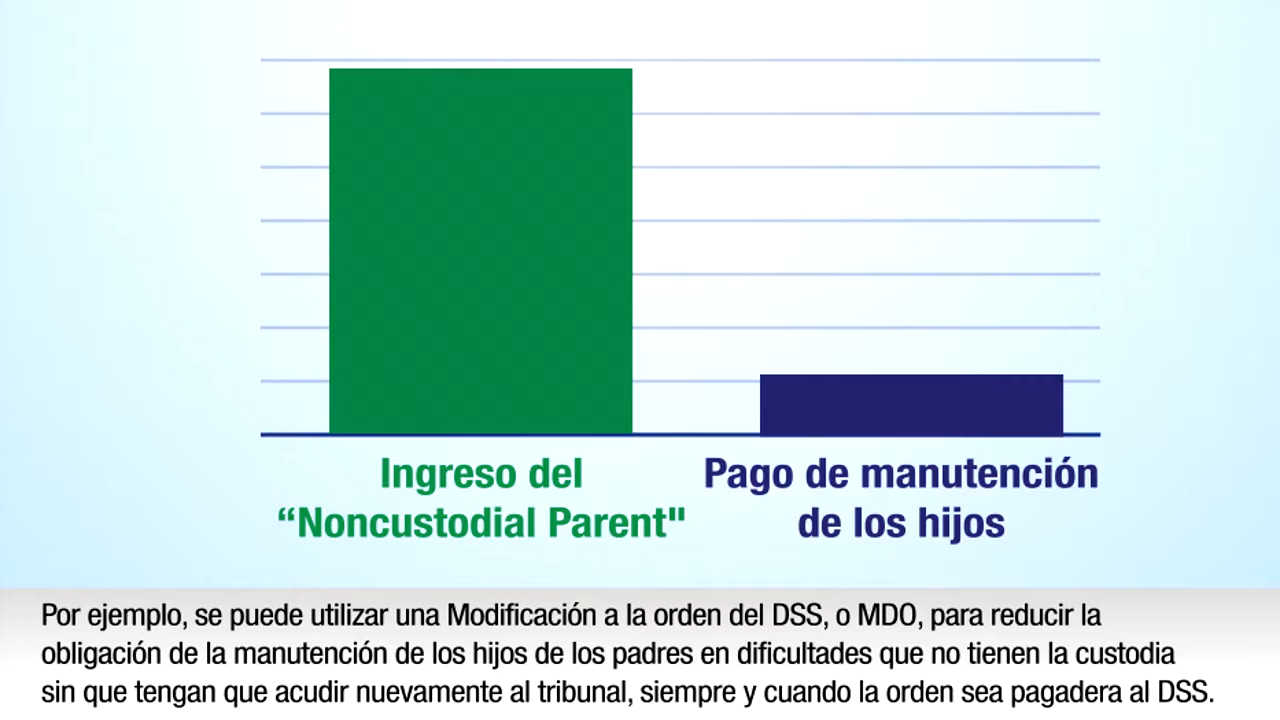 Ingreso del
“Noncustodial Parent"
Pago de manutención
de los hijos
Por ejemplo, se puede utilizar una Modificación a la orden del DSS, o MDO, para reducir la
obligación de la manutención de los hijos de los padres en dificultades que no tienen la custodia
sin que tengan que acudir nuevamente al tribunal, siempre y cuando la orden sea pagadera al DSS.